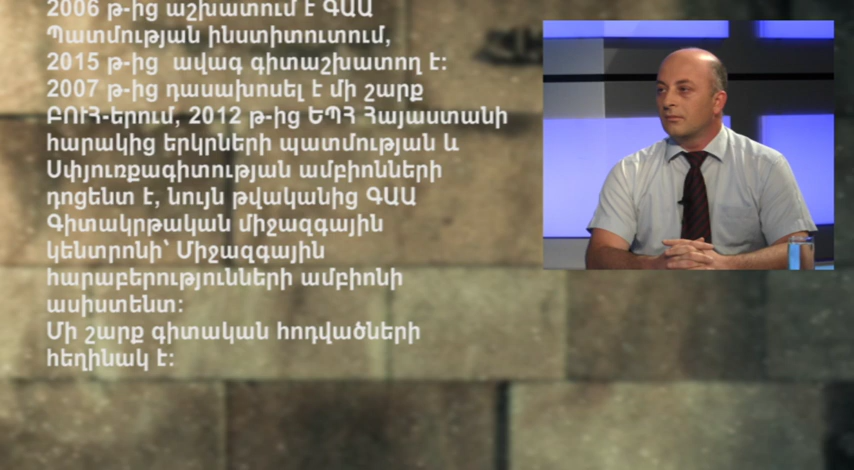 2006 թ-ից աշխատում է ԳԱԱ
Պատմության ինստիտուտում,
2015 թ-ից  ավագ գիտաշխատող է:
2007 թ-ից դասախոսել է մի շարք
ԲՈՒՀ-երում, 2012 թ-ից ԵՊՀ Հայաստանի
հարակից երկրների պատմության և
Սփյուռքագիտության ամբիոնների
դոցենտ է, նույն թվականից ԳԱԱ
Գիտակրթական միջազգային
կենտրոնի՝ Միջազգային
հարաբերությունների ամբիոնի
ասիստենտ:
Մի շարք գիտական հոդվածների
հեղինակ է: